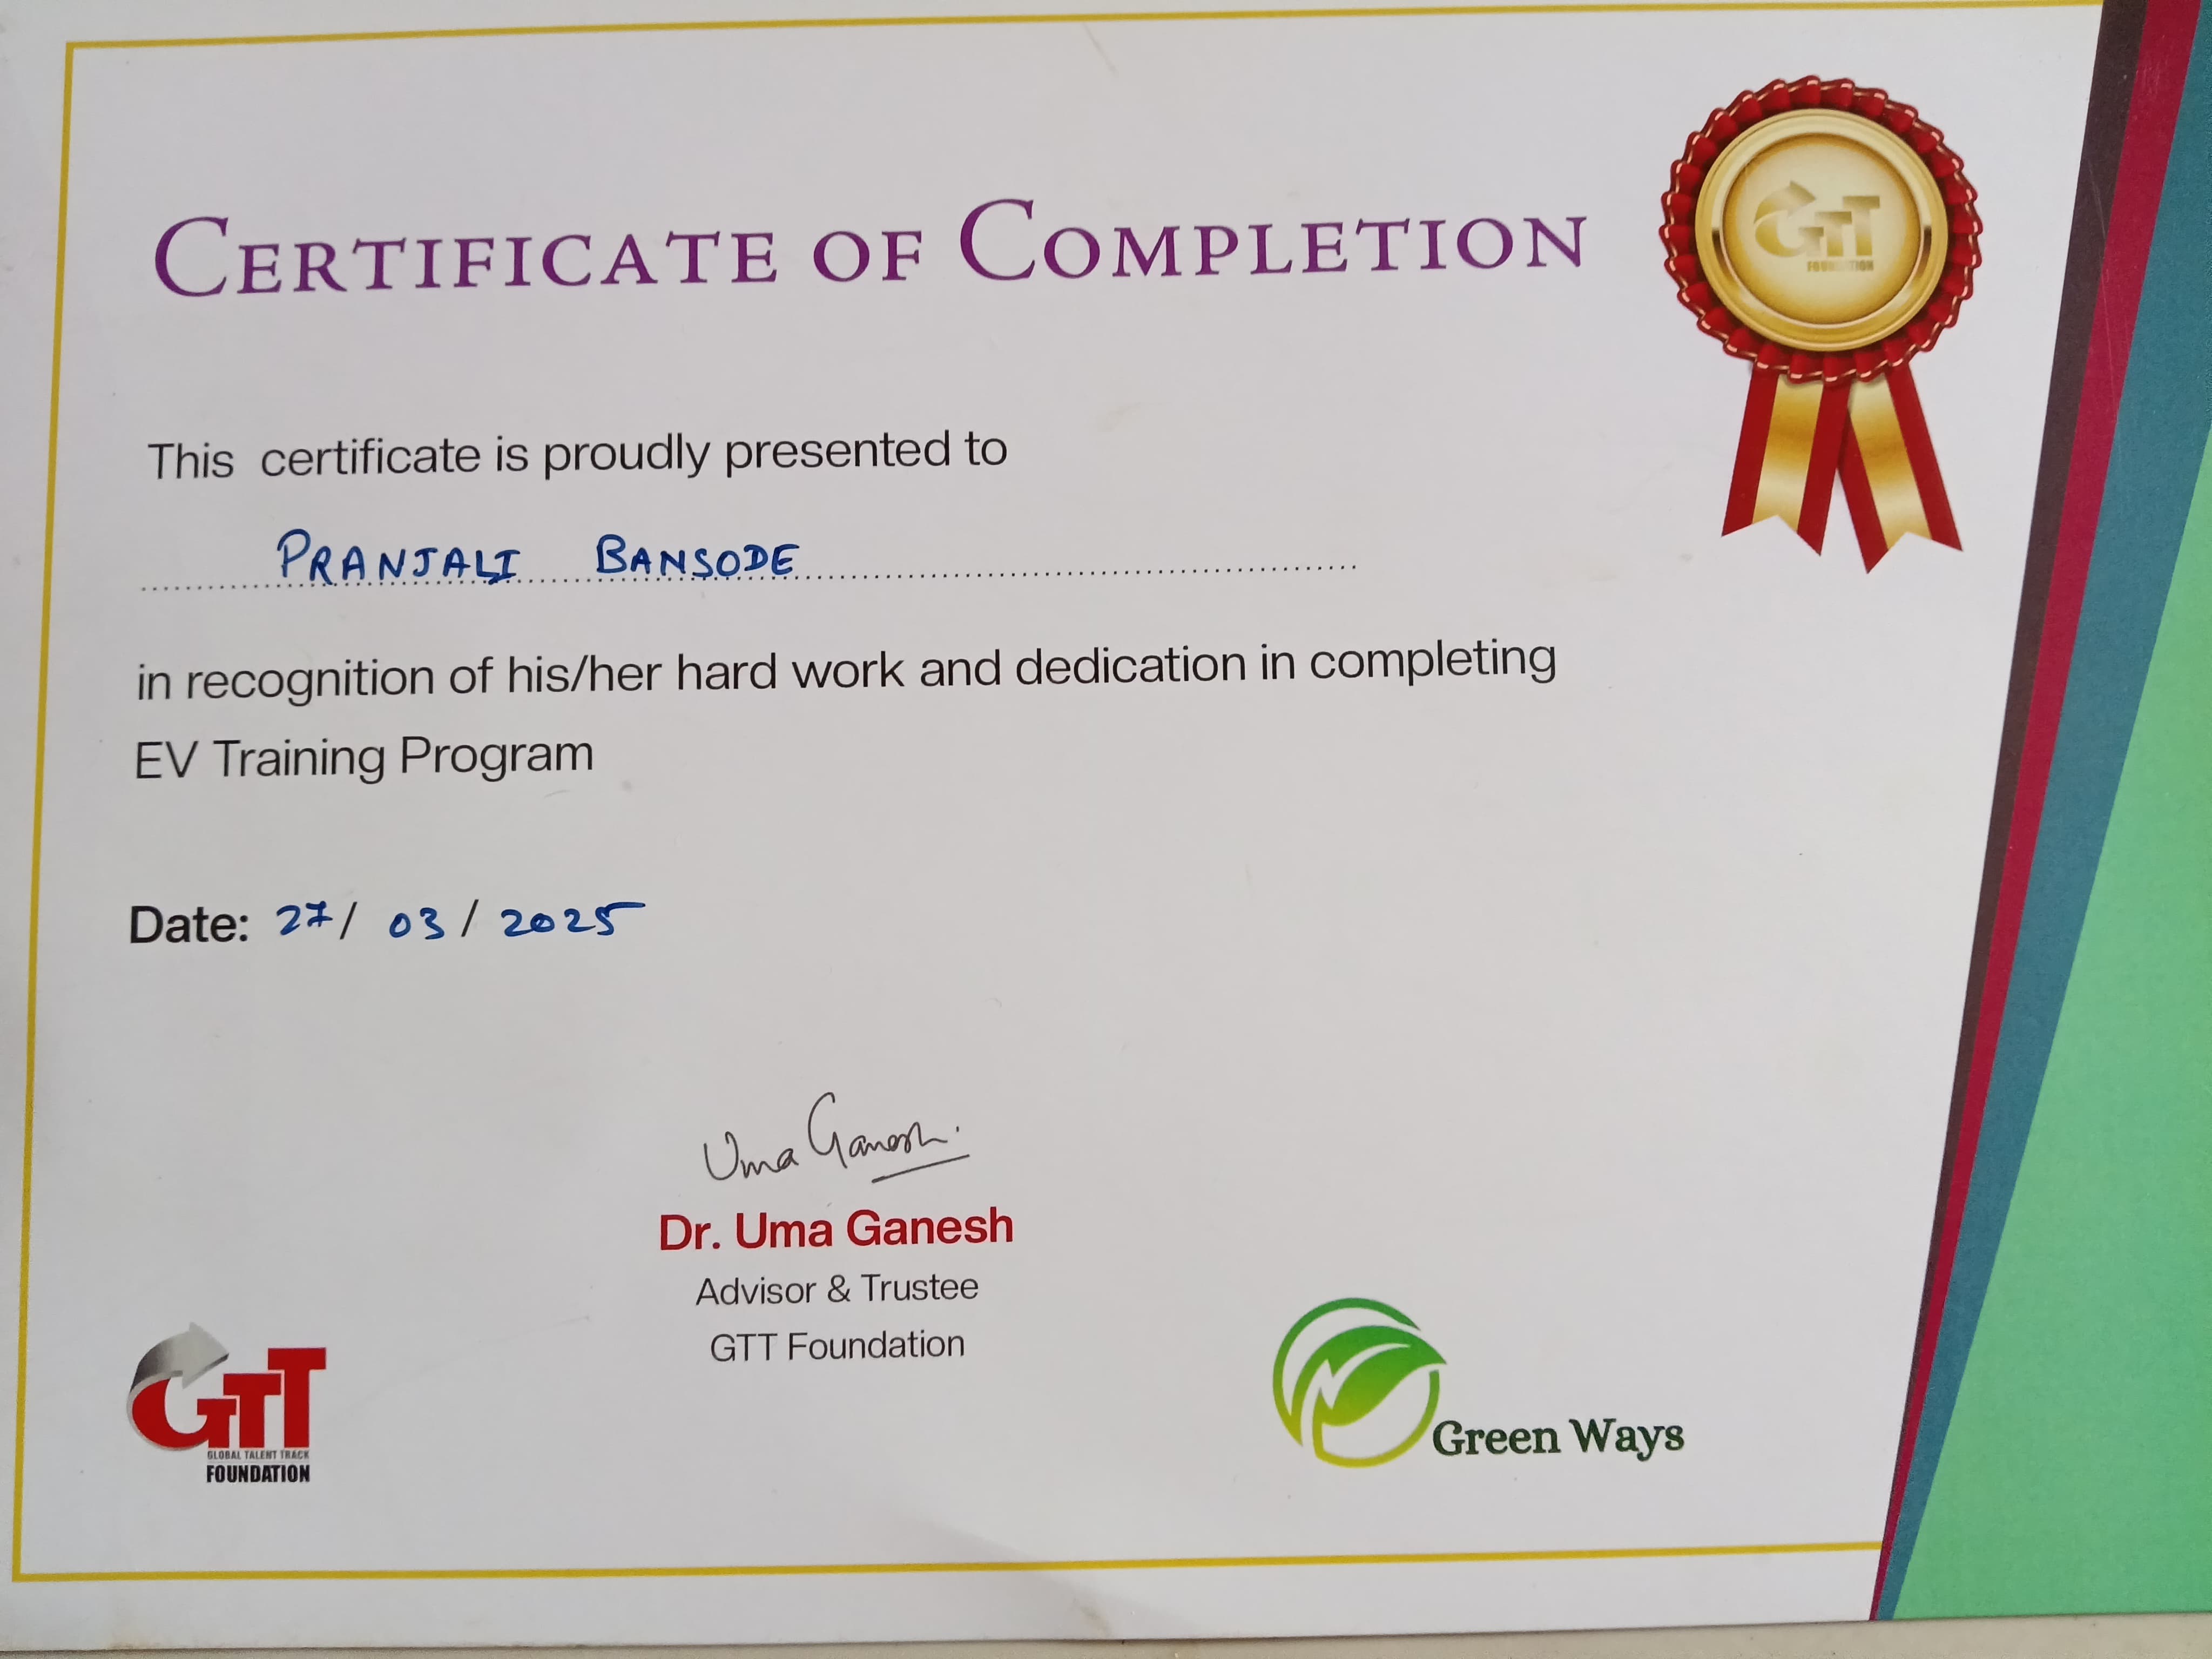 CERTIFICATE OF COMPLETION
GTT
FOUNDATION
This certificate is proudly presented to
PRANJALI BANSODE
in recognition of his/her hard work and dedication in completing
EV Training Program
Date: 27/ 03 / 2025
Uma Ganesh.
Dr. Uma Ganesh
Advisor & Trustee
GTT Foundation
GTT
GLOBAL TALENT TRACK
FOUNDATION
Green Ways